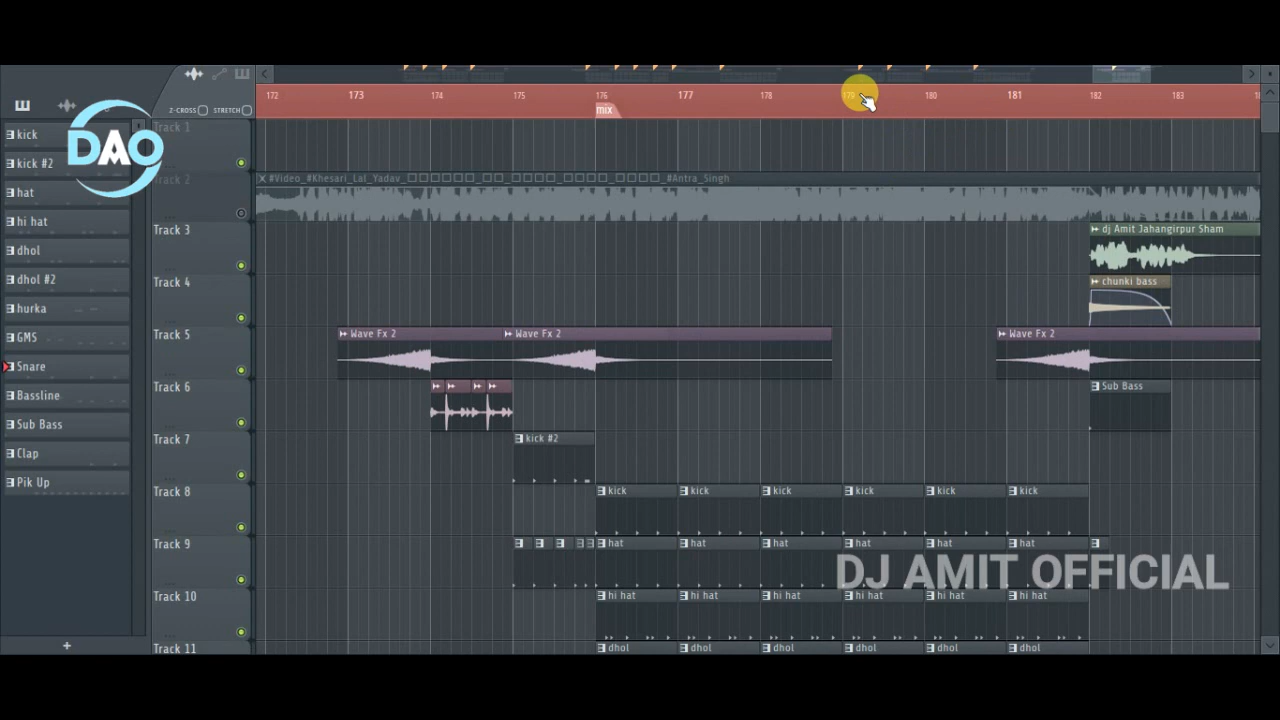 Z-CROSS STRETCH
172 173 174 175 176 177 178 179 180 181 182 183
mix
kick
kick #2
hat
hi hat
dhol
dhol #2
hurka
GMS
Snare
Bassline
Sub Bass
Clap
Pik Up
+
DAO
Track 1
Track 2
#Video_#Khesari_Lal_Yadav_□□□□□□_□□_□□□□_□□□□_□□□□_#Antra_Singh
Track 3
dj Amit Jahangirpur Sham
Track 4
chunki bass
Track 5
Wave Fx 2 Wave Fx 2 Wave Fx 2
Track 6
Sub Bass
Track 7
kick #2
Track 8
kick kick kick kick kick kick
Track 9
hat hat hat hat hat hat
DJ AMIT OFFICIAL
Track 10
hi hat hi hat hi hat hi hat hi hat hi hat
Track 11
dhol dhol dhol dhol dhol dhol